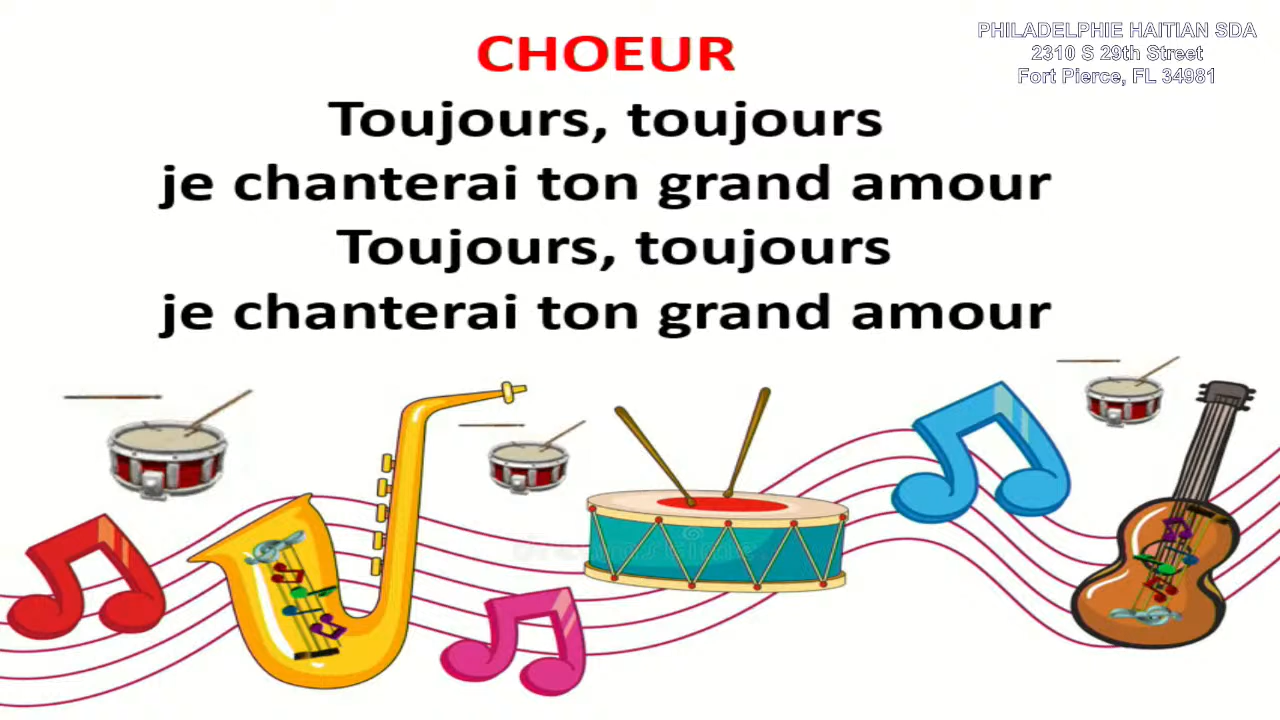 CHOEUR
Toujours, toujours
je chanterai ton grand amour
Toujours, toujours
je chanterai ton grand amour
PHILADELPHIE HAITIAN SDA
2310 S 29th Street
Fort Pierce, FL 34981